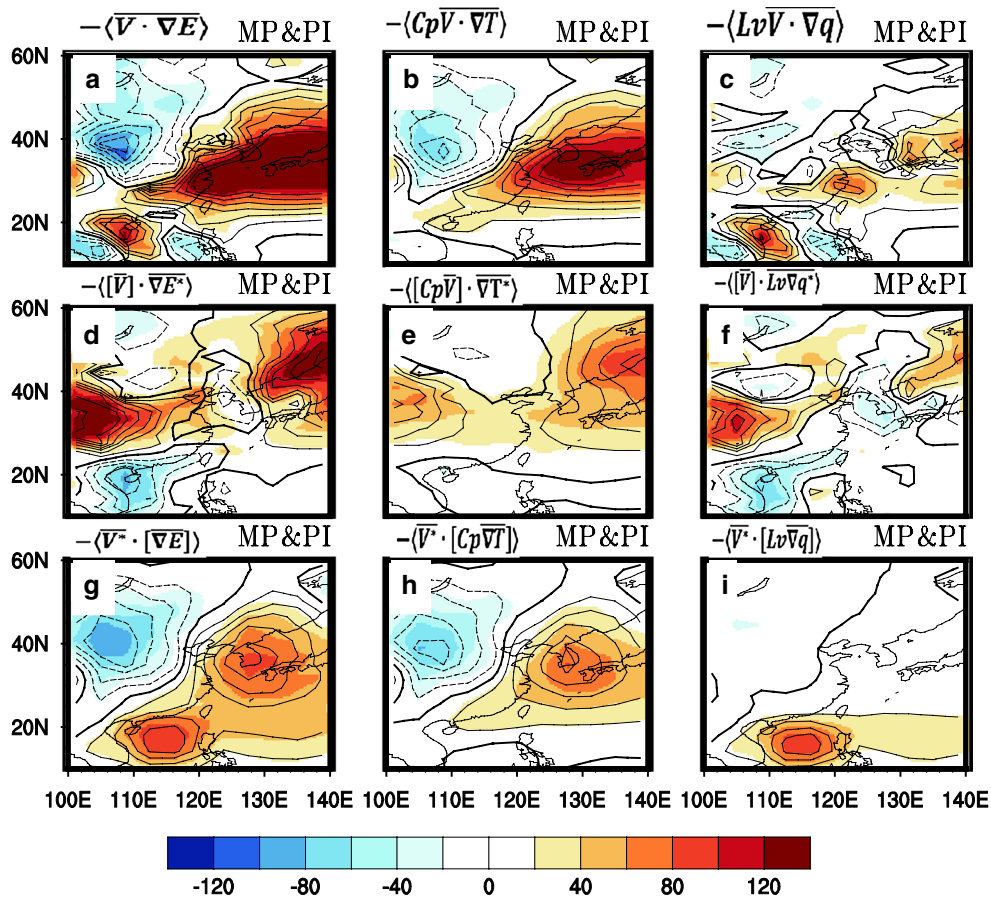 −⟨V̅ · ∇E̅⟩ MP&PI −⟨CpV̅ · ∇T̅⟩ MP&PI −⟨LvV̅ · ∇q̅⟩ MP&PI
60N a b c
40N
20N
−⟨[V̅] · ∇E̅*⟩ MP&PI −⟨[CpV̅] · ∇T̅*⟩ MP&PI −⟨[V̅] · Lv∇q̅*⟩ MP&PI
60N d e f
40N
20N
−⟨V̅* · [∇E̅]⟩ MP&PI −⟨V̅* · [Cp∇T̅]⟩ MP&PI −⟨V̅* · [Lv∇q̅]⟩ MP&PI
60N g h i
40N
20N
100E 110E 120E 130E 140E 100E 110E 120E 130E 140E 100E 110E 120E 130E 140E
-120 -80 -40 0 40 80 120